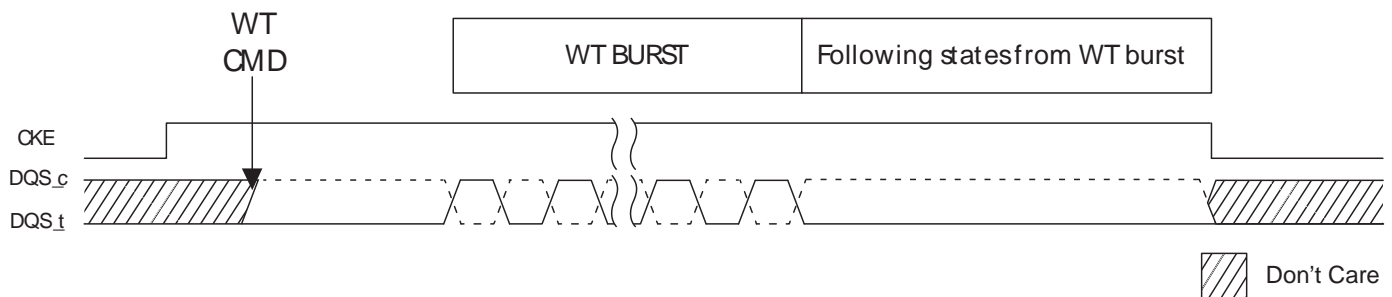 WT
CMD
WT BURST
Following states from WT burst
CKE
DQS_c
DQS_t
Don't Care